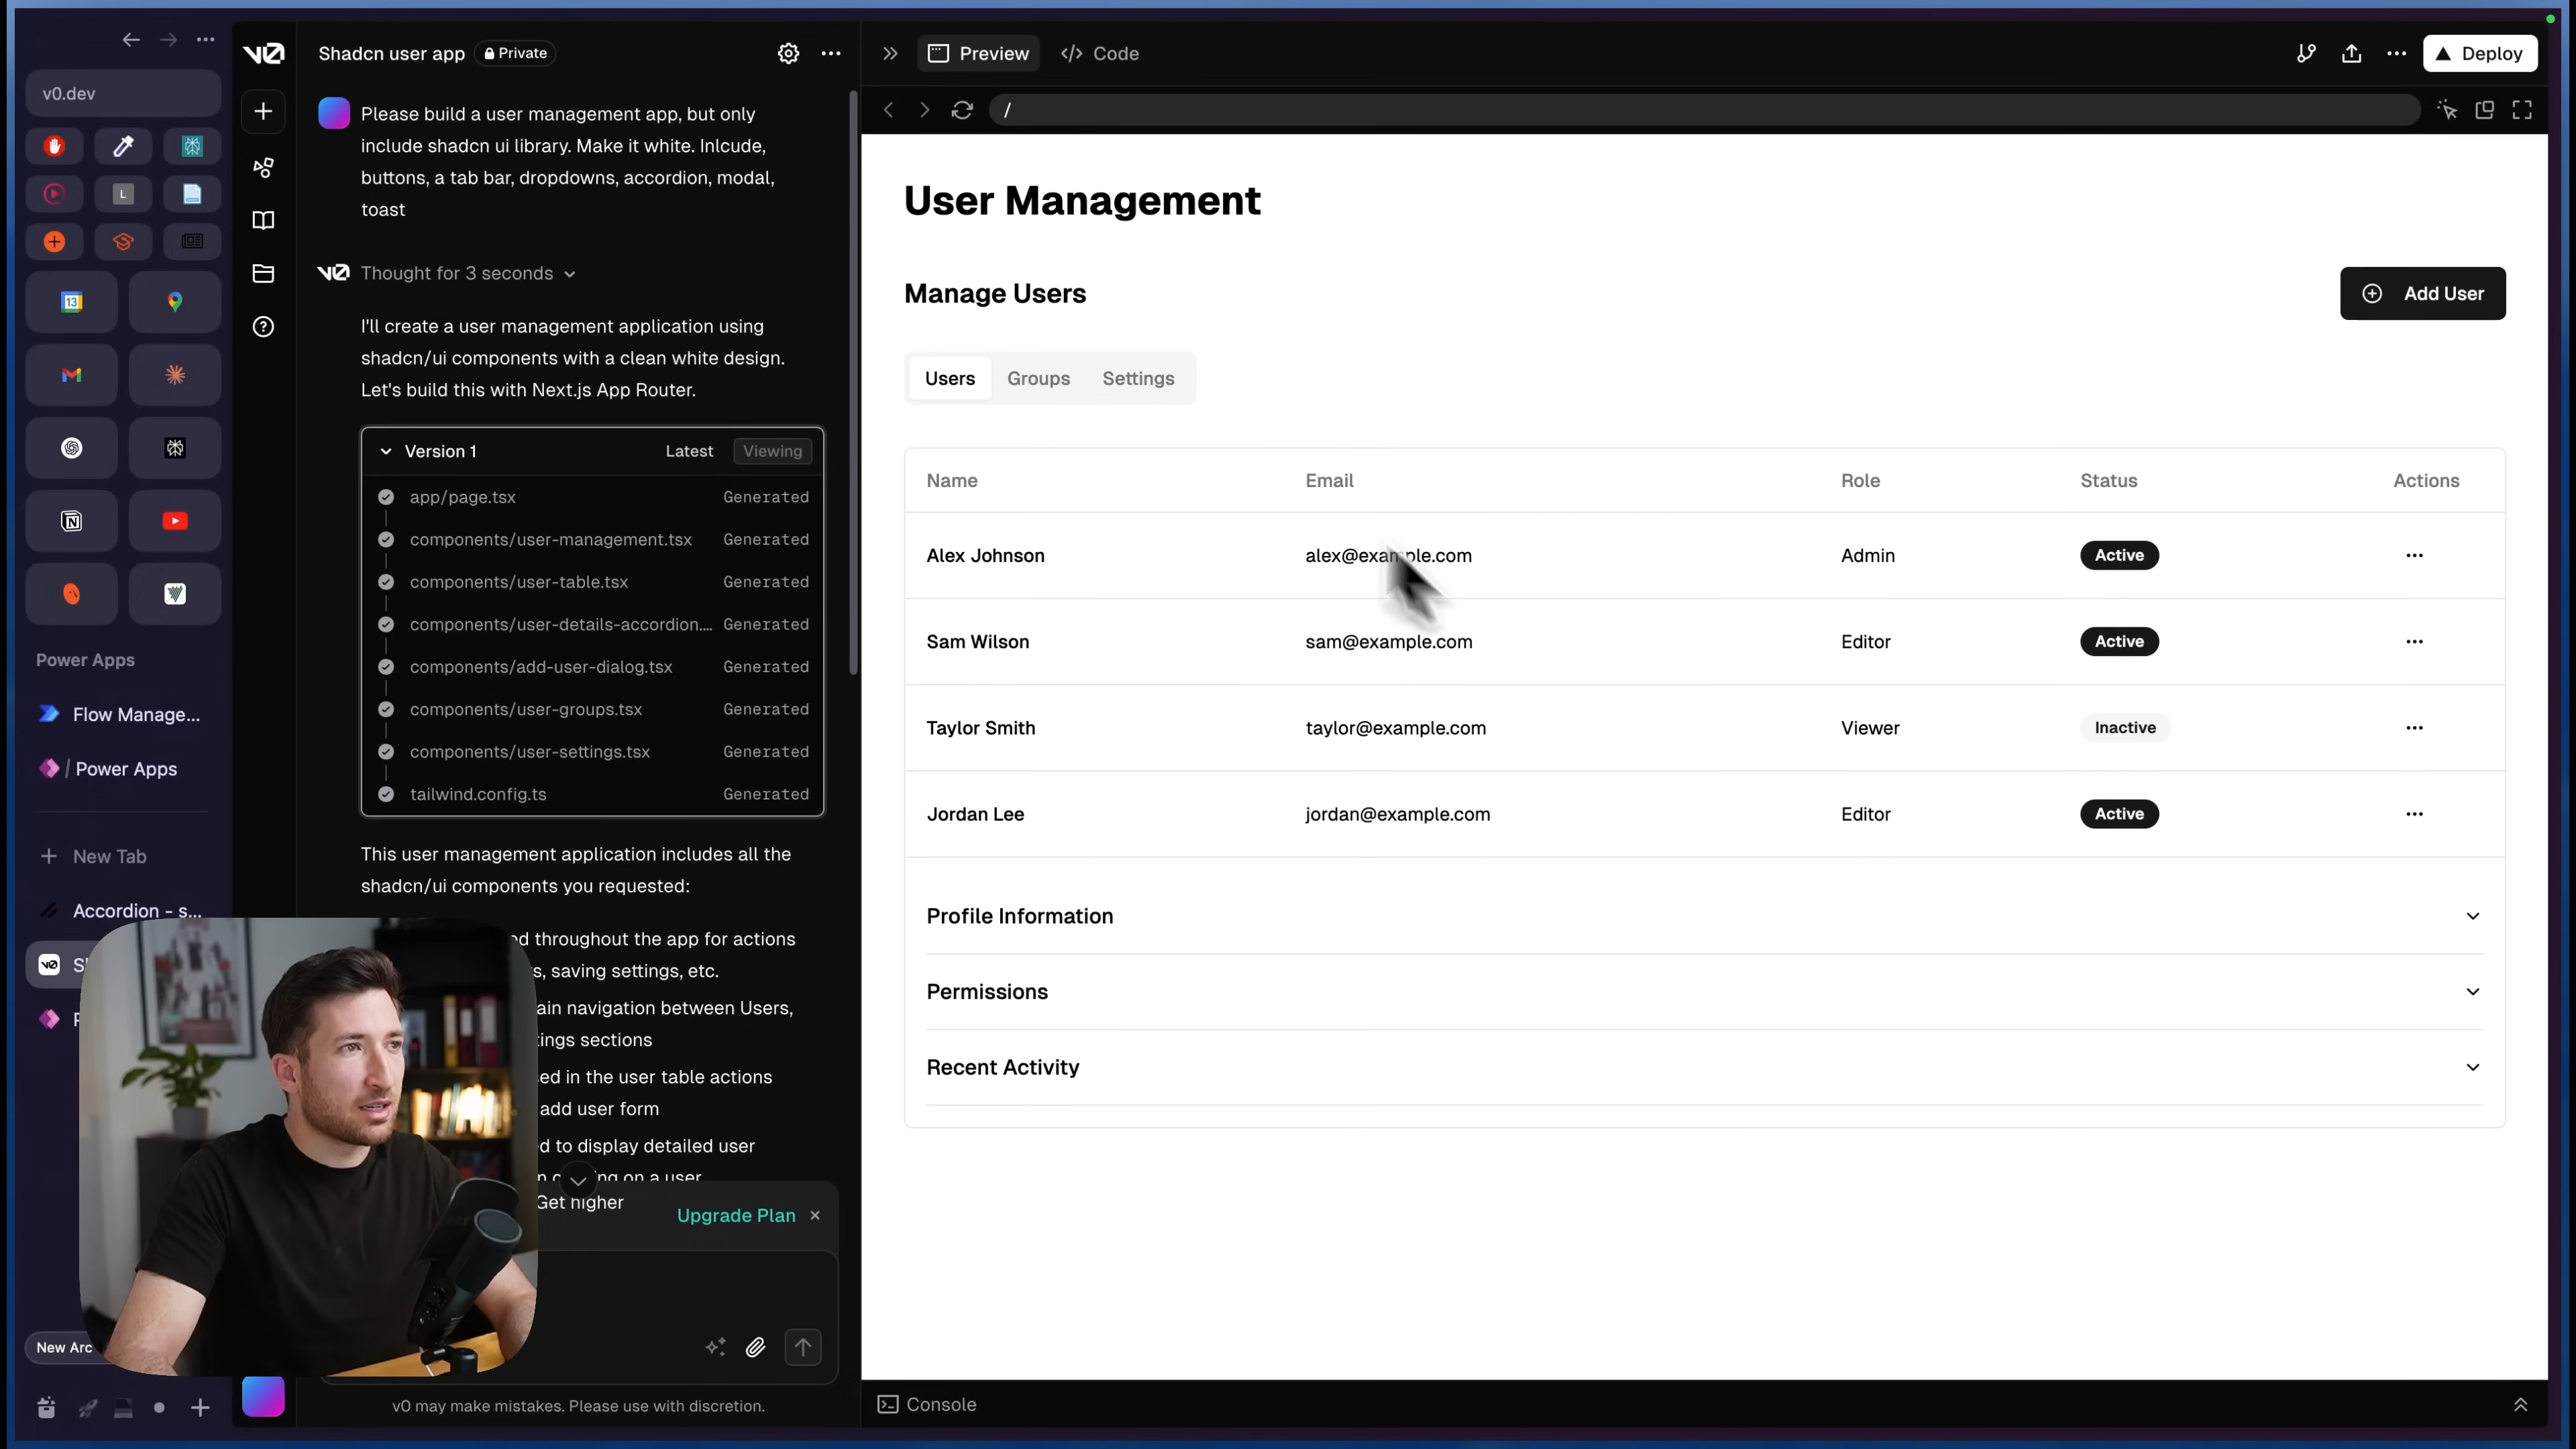 v0.dev
L
13
Power Apps
Flow Manage...
/ Power Apps
New Tab
Accordion - s...
New Arc
v0
Shadcn user app
Private
Please build a user management app, but only
include shadcn ui library. Make it white. Inlcude,
buttons, a tab bar, dropdowns, accordion, modal,
toast
v0 Thought for 3 seconds
I'll create a user management application using
shadcn/ui components with a clean white design.
Let's build this with Next.js App Router.
Version 1 Latest Viewing
app/page.tsx Generated
components/user-management.tsx Generated
components/user-table.tsx Generated
components/user-details-accordion.... Generated
components/add-user-dialog.tsx Generated
components/user-groups.tsx Generated
components/user-settings.tsx Generated
tailwind.config.ts Generated
This user management application includes all the
shadcn/ui components you requested:
throughout the app for actions
saving settings, etc.
navigation between Users,
sections
in the user table actions
add user form
to display detailed user
on a user
Get higher
Upgrade Plan
v0 may make mistakes. Please use with discretion.
Preview Code
Deploy
/
User Management
Manage Users
Add User
Users Groups Settings
Name Email Role Status Actions
Alex Johnson alex@example.com Admin Active
Sam Wilson sam@example.com Editor Active
Taylor Smith taylor@example.com Viewer Inactive
Jordan Lee jordan@example.com Editor Active
Profile Information
Permissions
Recent Activity
Console